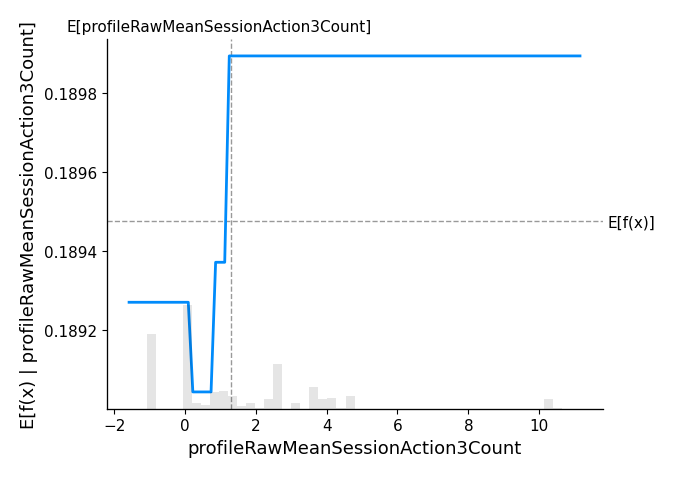 E[profileRawMeanSessionAction3Count]
E[f(x) | profileRawMeanSessionAction3Count]
0.1898
0.1896
0.1894
0.1892
E[f(x)]
−2
0
2
4
6
8
10
profileRawMeanSessionAction3Count